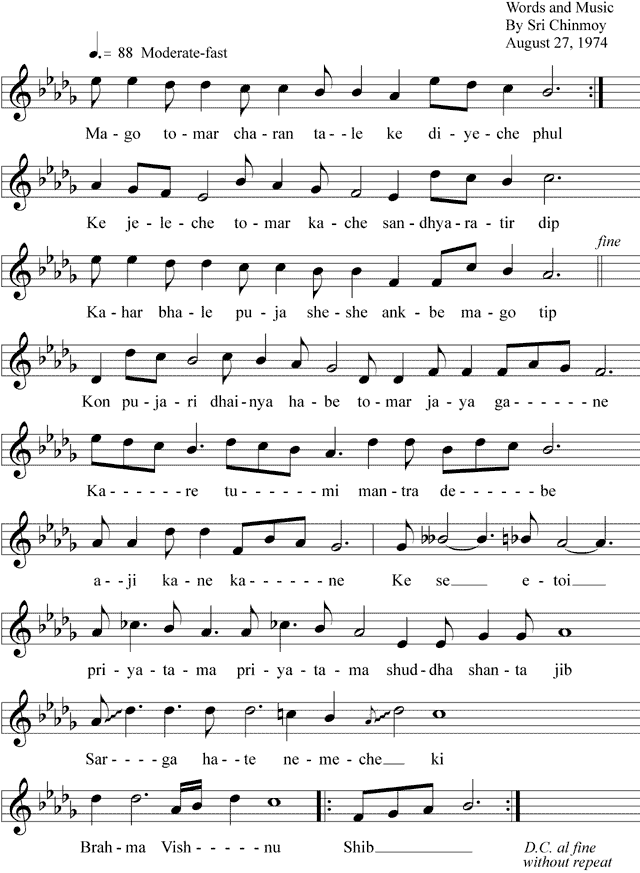 Words and Music
By Sri Chinmoy
August 27, 1974
= 88 Moderate-fast
Ma - go to - mar cha - ran ta - le ke di - ye - che phul
Ke je - le - che to - mar ka - che san - dhya - ra - tir dip
fine
Ka - har bha - le pu - ja she - she ank - be ma - go tip
Kon pu - ja - ri dhai - nya ha - be to - mar ja - ya ga - - - - - - ne
Ka - - - - - - re tu - - - - - mi man - tra de - - - - - - be
a - ji ka - ne ka - - - - - - ne Ke se e - toi
pri - ya - ta - ma pri - ya - ta - ma shud - dha shan - ta jib
Sar - - - - ga ha - - te ne - me - che ki
Brah - ma Vish - - - - - nu Shib
D.C. al fine
without repeat